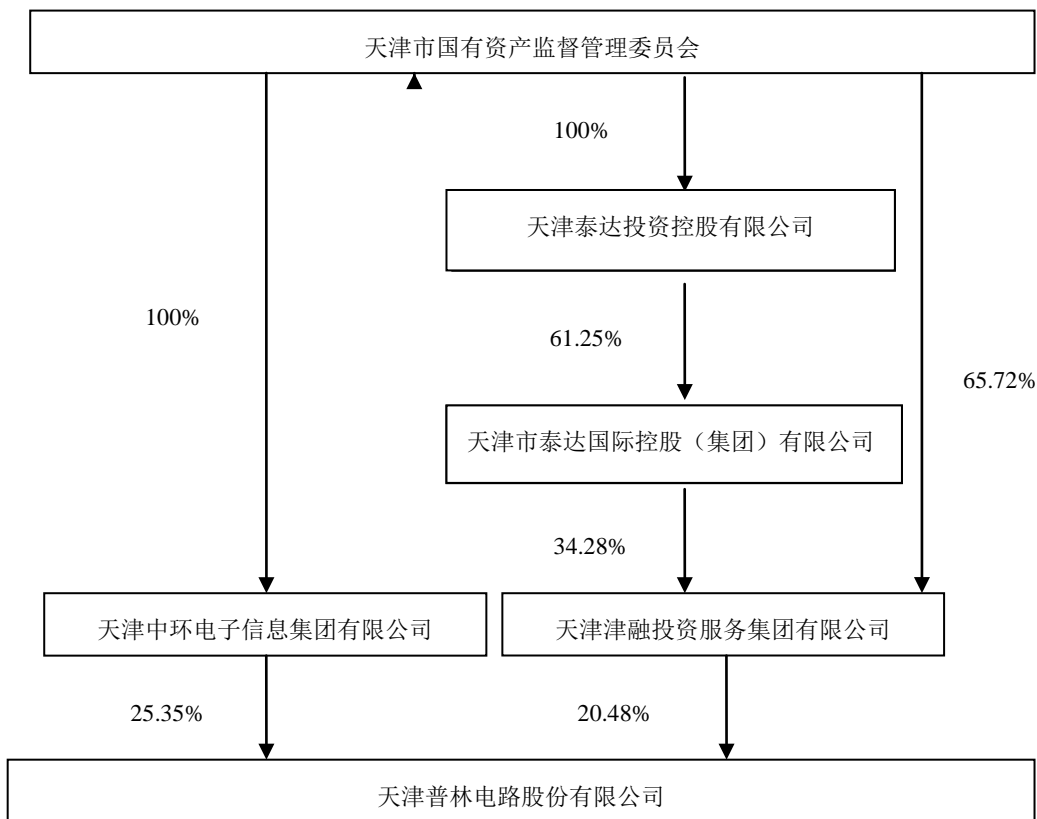 天津市国有资产监督管理委员会
100%
天津泰达投资控股有限公司
100%
61.25%
65.72%
天津市泰达国际控股（集团）有限公司
34.28%
天津中环电子信息集团有限公司
天津津融投资服务集团有限公司
25.35%
20.48%
天津普林电路股份有限公司